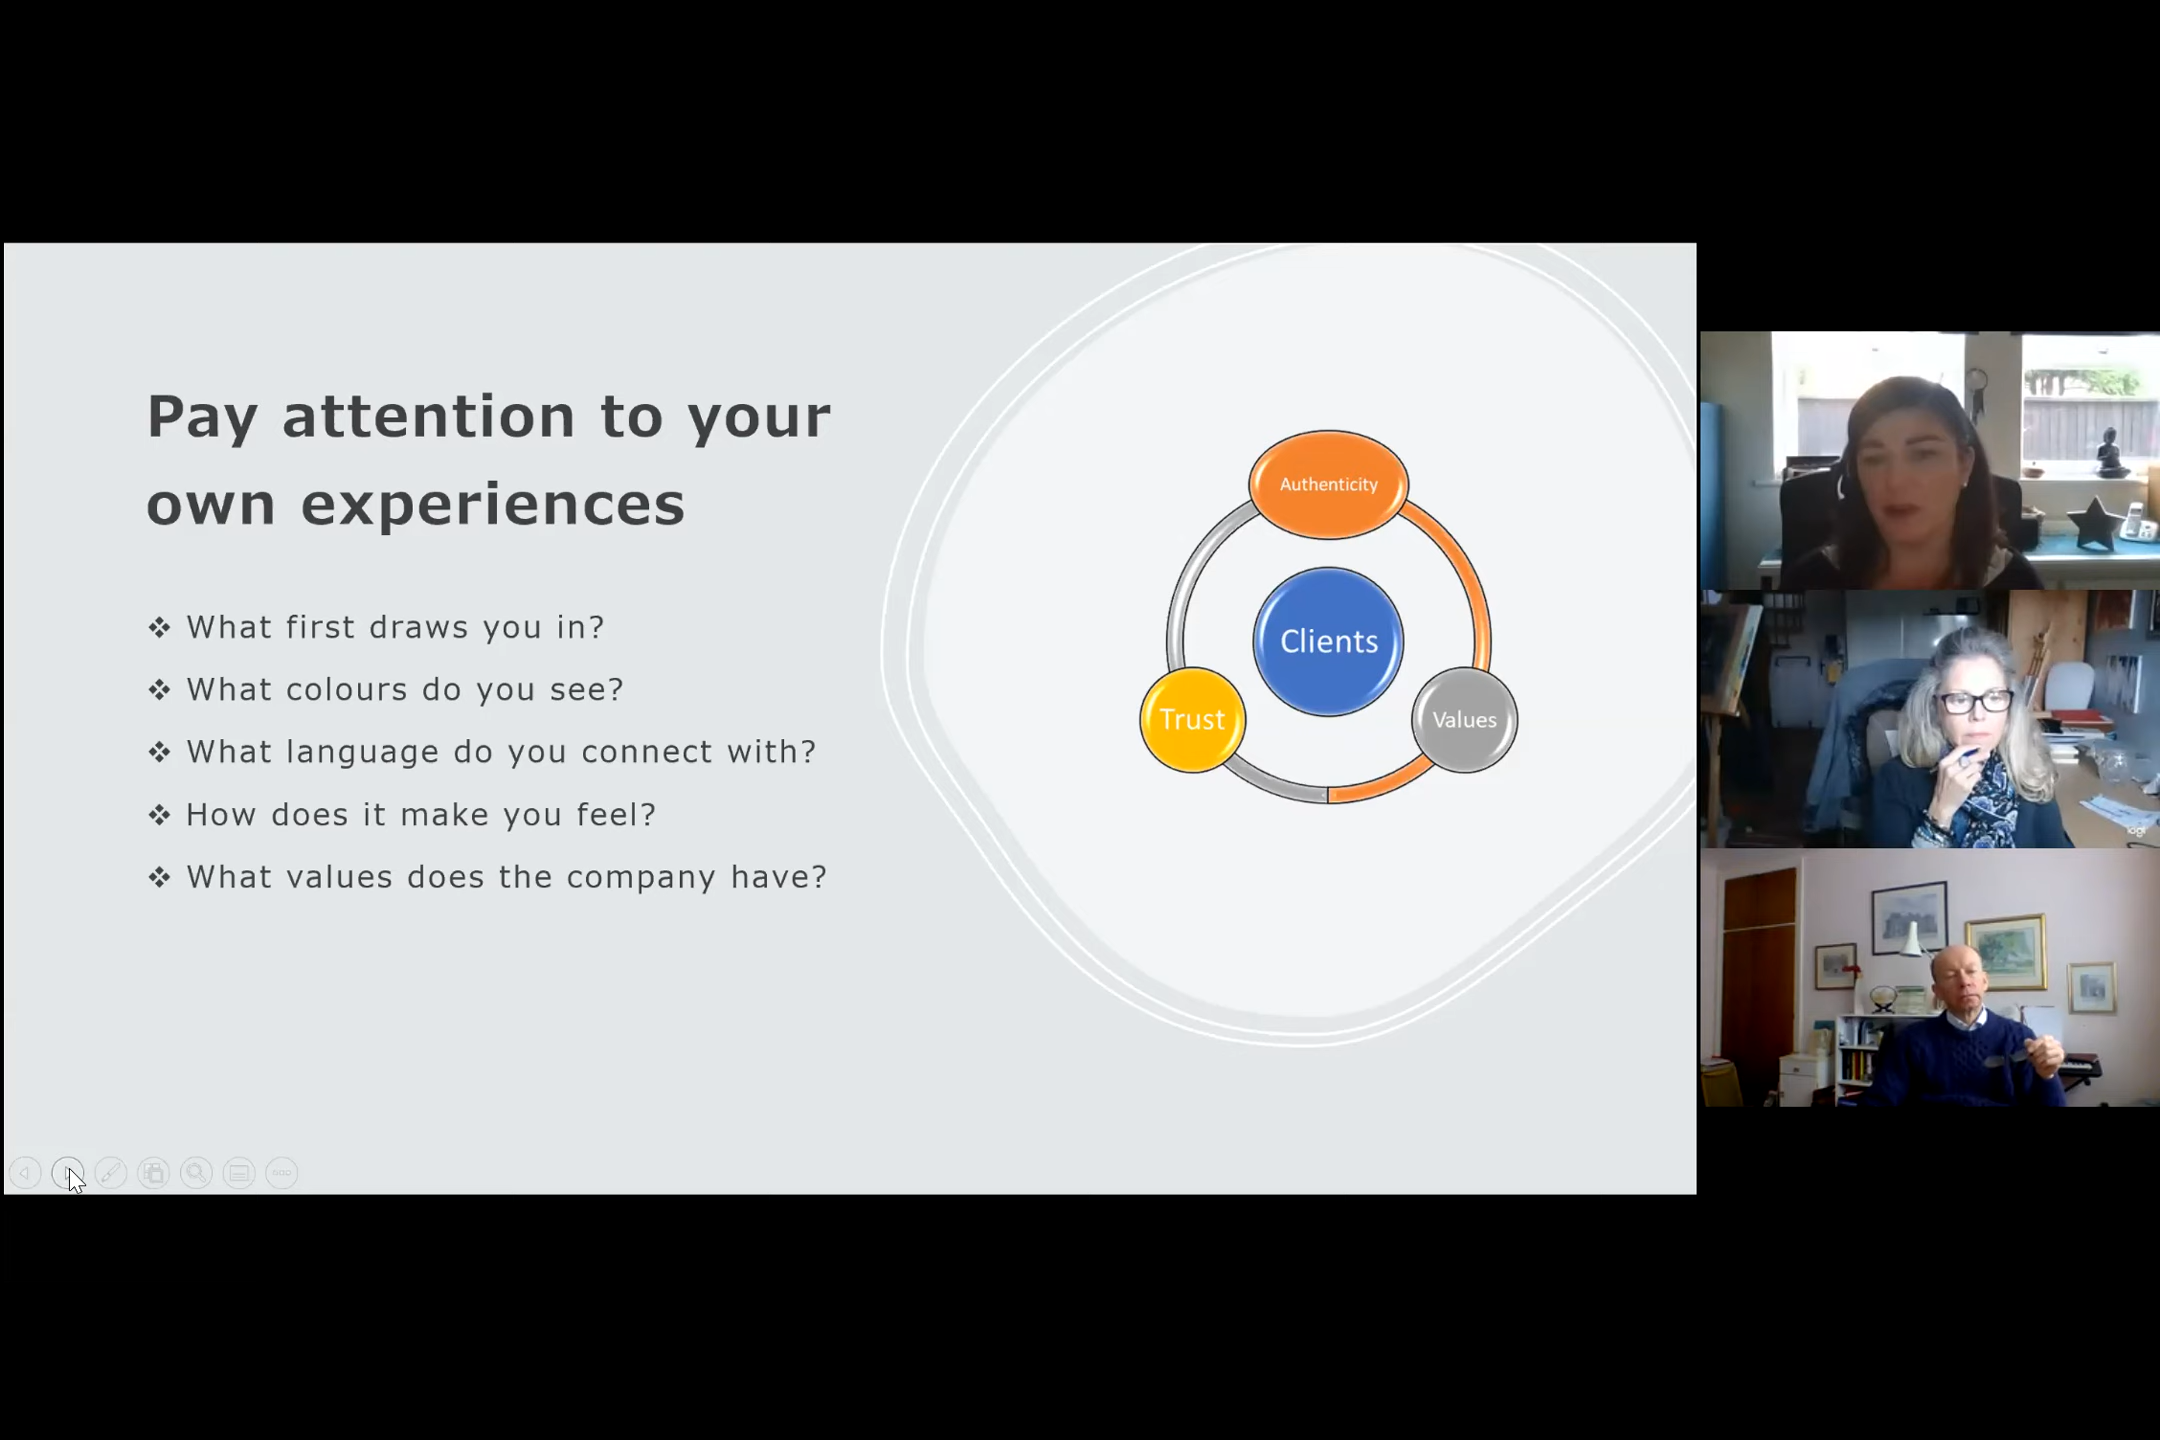 Pay attention to your
own experiences
❖ What first draws you in?
❖ What colours do you see?
❖ What language do you connect with?
❖ How does it make you feel?
❖ What values does the company have?
Authenticity
Clients
Trust
Values
logi